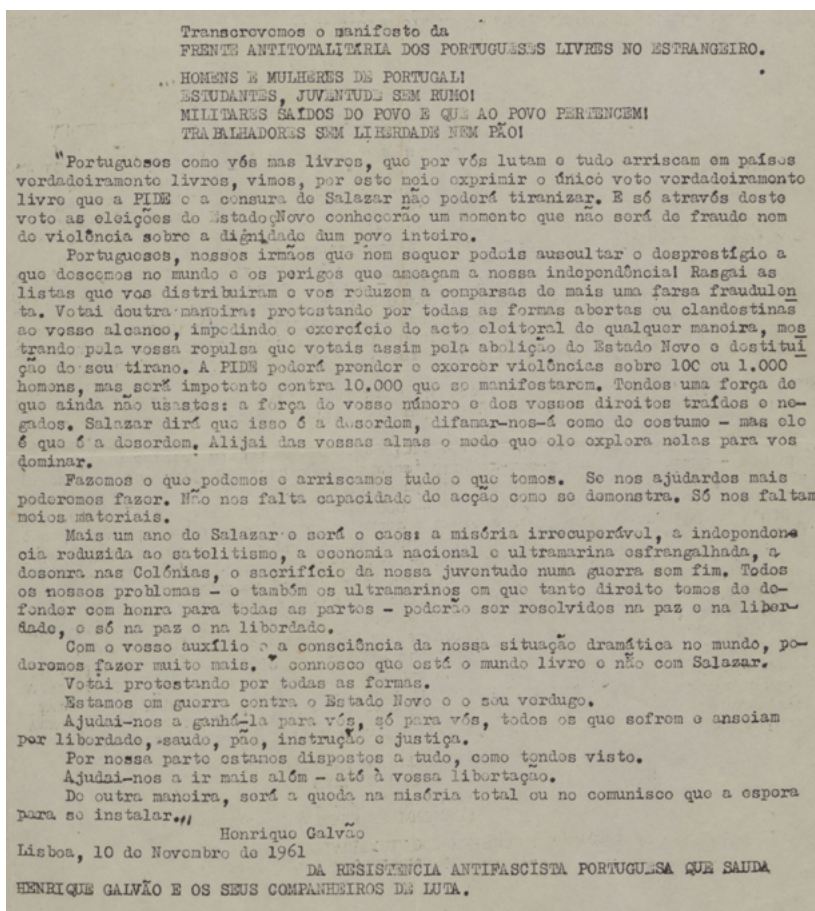 Transcrevemos o manifesto da
FRENTE ANTITOTALITÁRIA DOS PORTUGUESES LIVRES NO ESTRANGEIRO.
HOMENS E MULHERES DE PORTUGAL!
ESTUDANTES, JUVENTUDE SEM RUMO!
MILITARES SAÍDOS DO POVO E QUE AO POVO PERTENCEM!
TRABALHADORES SEM LIBERDADE NEM PÃO!
"Portugueses como vós mas livres, que por vós lutam e tudo arriscam em países
verdadeiramente livres, vimos, por este meio exprimir o único voto verdadeiramente
livre que a PIDE e a censura de Salazar não poderá tiranizar. E só através deste
voto as eleições do Estado Novo conhecerão um momento que não será de fraude nem
de violência sobre a dignidade dum povo inteiro.
Portugueses, nossos irmãos que nem sequer podeis auscultar o desprestígio a
que descemos no mundo e os perigos que ameaçam a nossa independência! Rasgai as
listas que vos distribuiram e vos reduzem a comparsas de mais uma farsa fraudulen
ta. Votai doutra maneira: protestando por todas as formas abertas ou clandestinas
ao vosso alcance, impedindo o exercício do acto eleitoral de qualquer maneira, mos
trando pela vossa repulsa que votais assim pela abolição do Estado Novo e destitui
ção do seu tirano. A PIDE poderá prender e exercer violências sobre 100 ou 1.000
homens, mas será impotente contra 10.000 que se manifestarem. Tendes uma força de
que ainda não usastes: a força do vosso número e dos vossos direitos traídos e ne-
gados. Salazar dirá que isso é a desordem, difamar-nos-á como de costume - mas ele
é que é a desordem. Alijai das vossas almas o medo que ele explora nelas para vos
dominar.
Fazemos o que podemos e arriscamos tudo o que temos. Se nos ajudardes mais
poderemos fazer. Não nos falta capacidade de acção como se demonstra. Só nos faltam
meios materiais.
Mais um ano de Salazar e será o caos: a miséria irrecuperável, a independen
cia reduzida ao satelitismo, a economia nacional e ultramarina esfrangalhada, a
desonra nas Colónias, o sacrifício da nossa juventude numa guerra sem fim. Todos
os nossos problemas - e também os ultramarinos em que tanto direito temos de de-
fender com honra para todas as partes - poderão ser resolvidos na paz e na liber-
dade, e só na paz e na liberdade.
Com o vosso auxílio e a consciência da nossa situação dramática no mundo, po-
deremos fazer muito mais. É connosco que está o mundo livre e não com Salazar.
Votai protestando por todas as formas.
Estamos em guerra contra o Estado Novo e o seu verdugo.
Ajudai-nos a ganhá-la para vós, só para vós, todos os que sofrem e anseiam
por liberdade, saude, pão, instrução e justiça.
Por nossa parte estamos dispostos a tudo, como tendes visto.
Ajudai-nos a ir mais além - até à vossa libertação.
De outra maneira, será a queda na miséria total ou no comunisco que a espera
para se instalar.,,
Henrique Galvão
Lisboa, 10 de Novembro de 1961
DA RESISTENCIA ANTIFASCISTA PORTUGUESA QUE SAUDA
HENRIQUE GALVÃO E OS SEUS COMPANHEIROS DE LUTA.